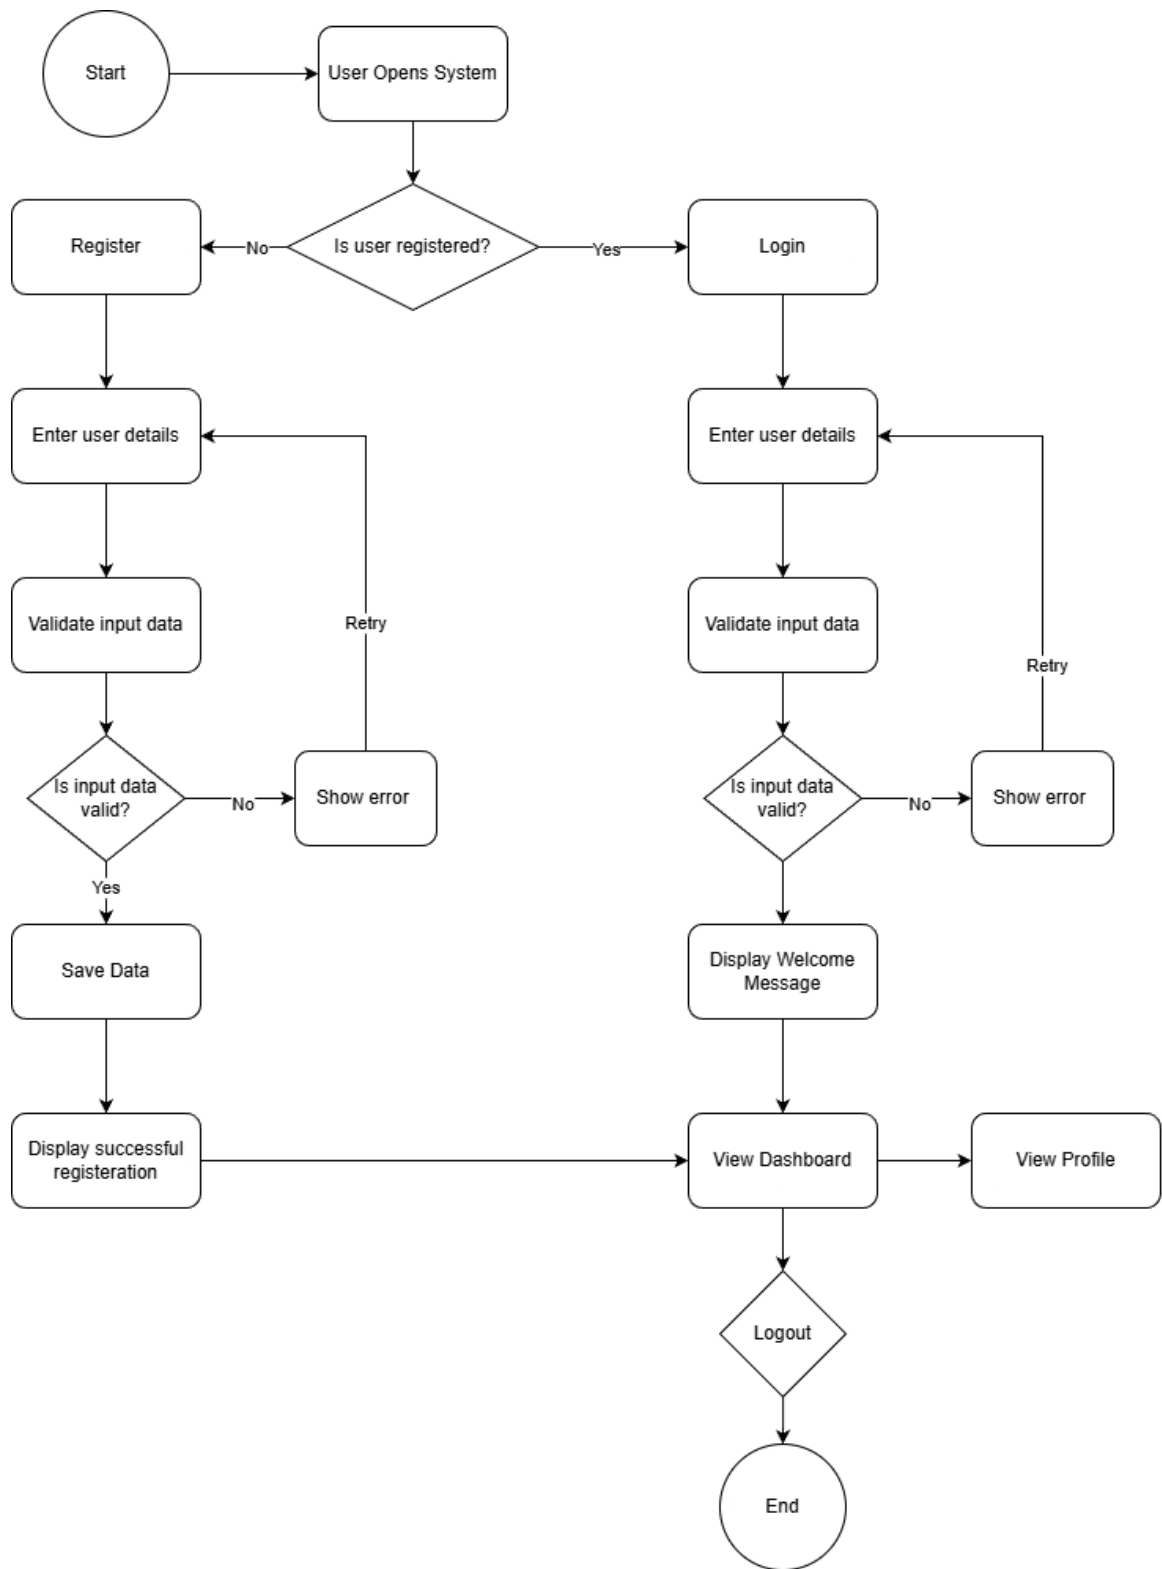 Start
User Opens System
Register
No
Is user registered?
Yes
Login
Enter user details
Enter user details
Validate input data
Retry
Validate input data
Retry
Is input data
valid?
No
Show error
Is input data
valid?
No
Show error
Yes
Save Data
Display Welcome
Message
Display successful
registeration
View Dashboard
View Profile
Logout
End